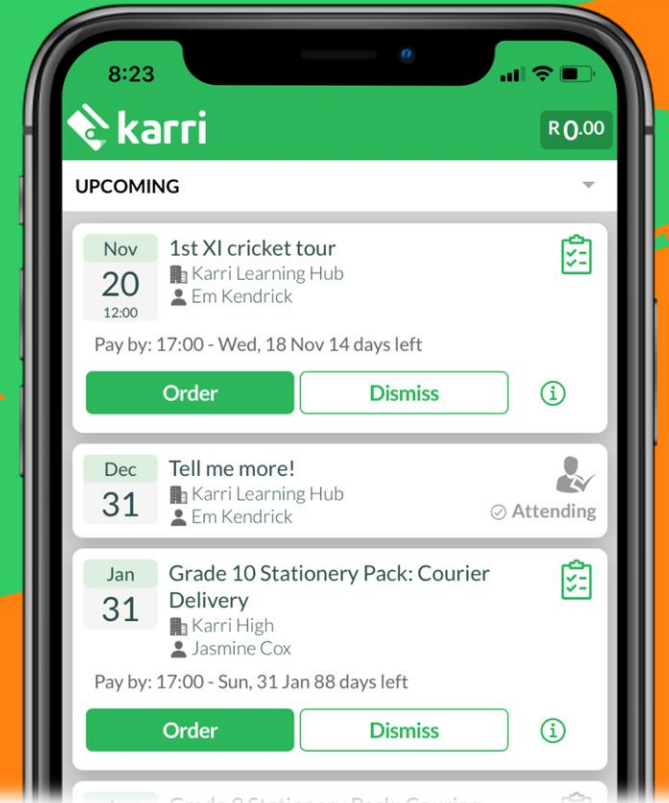 8:23
karri
R0.00
UPCOMING
Nov
20
12:00
1st XI cricket tour
Karri Learning Hub
Em Kendrick
Pay by: 17:00 - Wed, 18 Nov 14 days left
Order
Dismiss
Dec
31
Tell me more!
Karri Learning Hub
Em Kendrick
Attending
Jan
31
Grade 10 Stationery Pack: Courier
Delivery
Karri High
Jasmine Cox
Pay by: 17:00 - Sun, 31 Jan 88 days left
Order
Dismiss